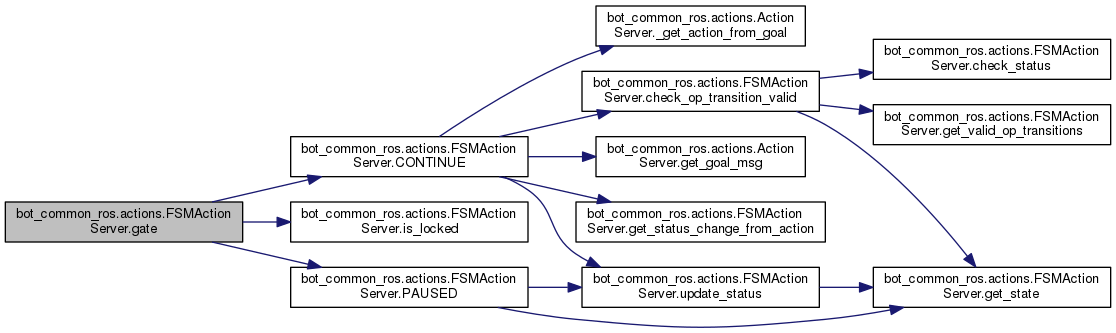 bot_common_ros.actions.FSMAction
Server.gate
bot_common_ros.actions.FSMAction
Server.CONTINUE
bot_common_ros.actions.FSMAction
Server.is_locked
bot_common_ros.actions.FSMAction
Server.PAUSED
bot_common_ros.actions.Action
Server._get_action_from_goal
bot_common_ros.actions.FSMAction
Server.check_op_transition_valid
bot_common_ros.actions.Action
Server.get_goal_msg
bot_common_ros.actions.FSMAction
Server.get_status_change_from_action
bot_common_ros.actions.FSMAction
Server.update_status
bot_common_ros.actions.FSMAction
Server.check_status
bot_common_ros.actions.FSMAction
Server.get_valid_op_transitions
bot_common_ros.actions.FSMAction
Server.get_state